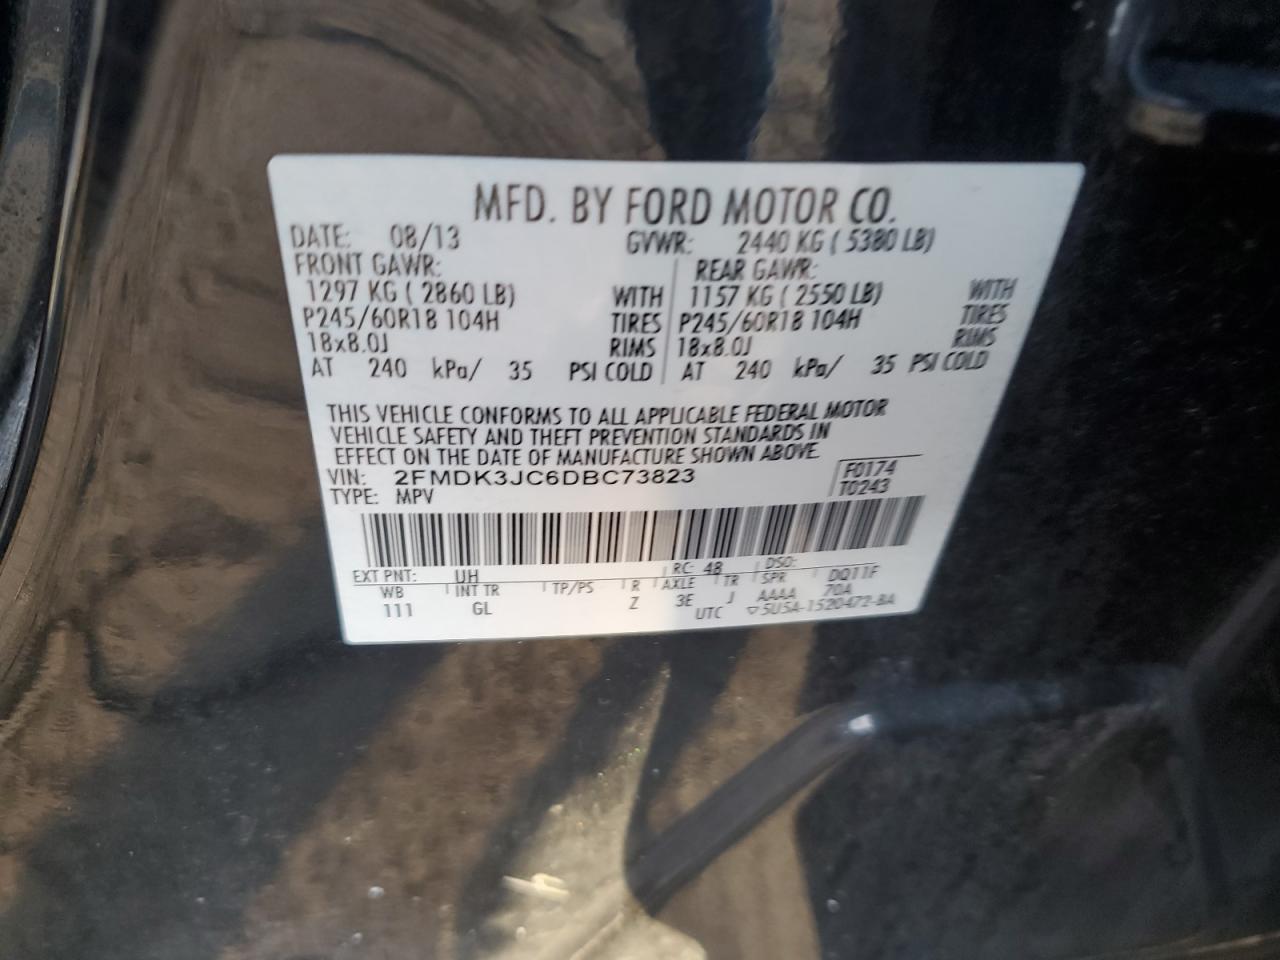 MFD. BY FORD MOTOR CO.
DATE: 08/13 GVWR: 2440 KG ( 5380 LB)
FRONT GAWR: REAR GAWR:
1297 KG ( 2860 LB) WITH 1157 KG ( 2550 LB) WITH
P245/60R18 104H TIRES P245/60R18 104H TIRES
18x8.0J RIMS 18x8.0J RIMS
AT 240 kPa/ 35 PSI COLD AT 240 kPa/ 35 PSI COLD
THIS VEHICLE CONFORMS TO ALL APPLICABLE FEDERAL MOTOR
VEHICLE SAFETY AND THEFT PREVENTION STANDARDS IN
EFFECT ON THE DATE OF MANUFACTURE SHOWN ABOVE.
VIN: 2FMDK3JC6DBC73823 F0174
TYPE: MPV T0243
EXT PNT: UH RC: 48 DSO:
WB INT TR TP/PS R AXLE TR SPR DQ11F
111 GL Z 3E J AAAA 70A
UTC ▽5U5A-1520472-BA